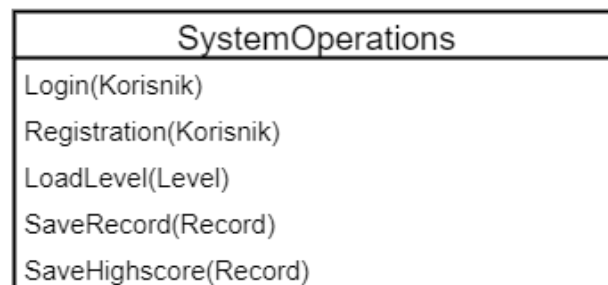 SystemOperations
Login(Korisnik)
Registration(Korisnik)
LoadLevel(Level)
SaveRecord(Record)
SaveHighscore(Record)